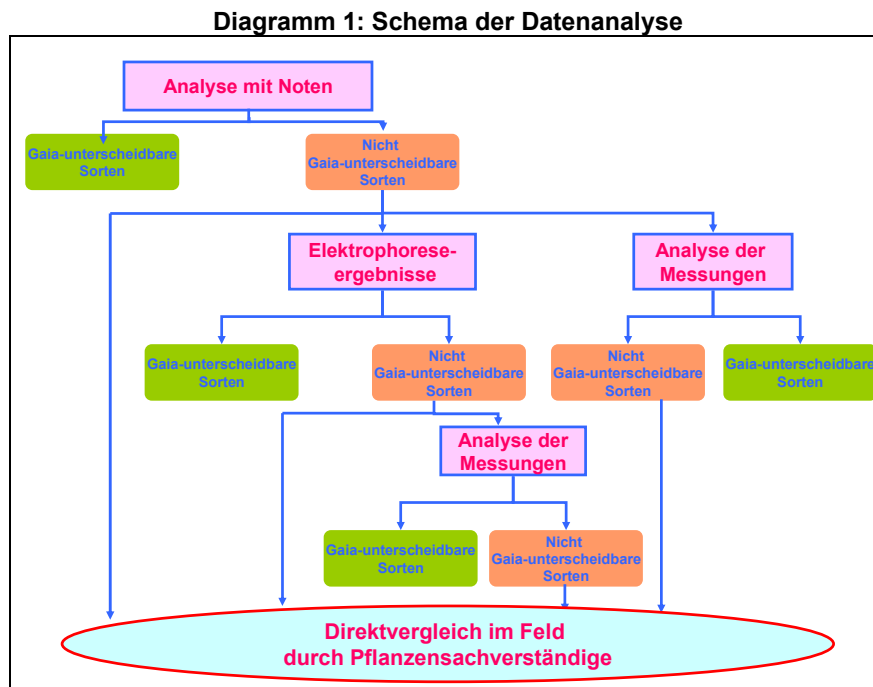 Diagramm 1: Schema der Datenanalyse
Analyse mit Noten
Gaia-unterscheidbare
Sorten
Nicht
Gaia-unterscheidbare
Sorten
Elektrophorese-
ergebnisse
Analyse der
Messungen
Gaia-unterscheidbare
Sorten
Nicht
Gaia-unterscheidbare
Sorten
Nicht
Gaia-unterscheidbare
Sorten
Gaia-unterscheidbare
Sorten
Analyse der
Messungen
Gaia-unterscheidbare
Sorten
Nicht
Gaia-unterscheidbare
Sorten
Direktvergleich im Feld
durch Pflanzensachverständige